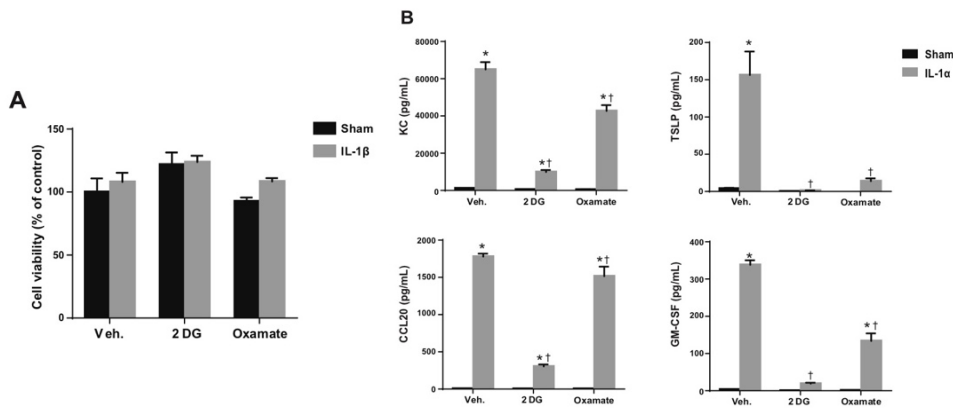 A
Cell viability (% of control)
150
100
50
0
Veh.
2 DG
Oxamate
Sham
IL-1β
B
KC (pg/mL)
80000
60000
40000
20000
0
*
*†
*†
Veh.
2 DG
Oxamate
TSLP (pg/mL)
200
150
100
50
0
*
†
†
Veh.
2 DG
Oxamate
Sham
IL-1α
CCL20 (pg/mL)
2000
1500
1000
500
0
*
*†
*†
Veh.
2 DG
Oxamate
GM-CSF (pg/mL)
400
300
200
100
0
*
†
*†
Veh.
2 DG
Oxamate